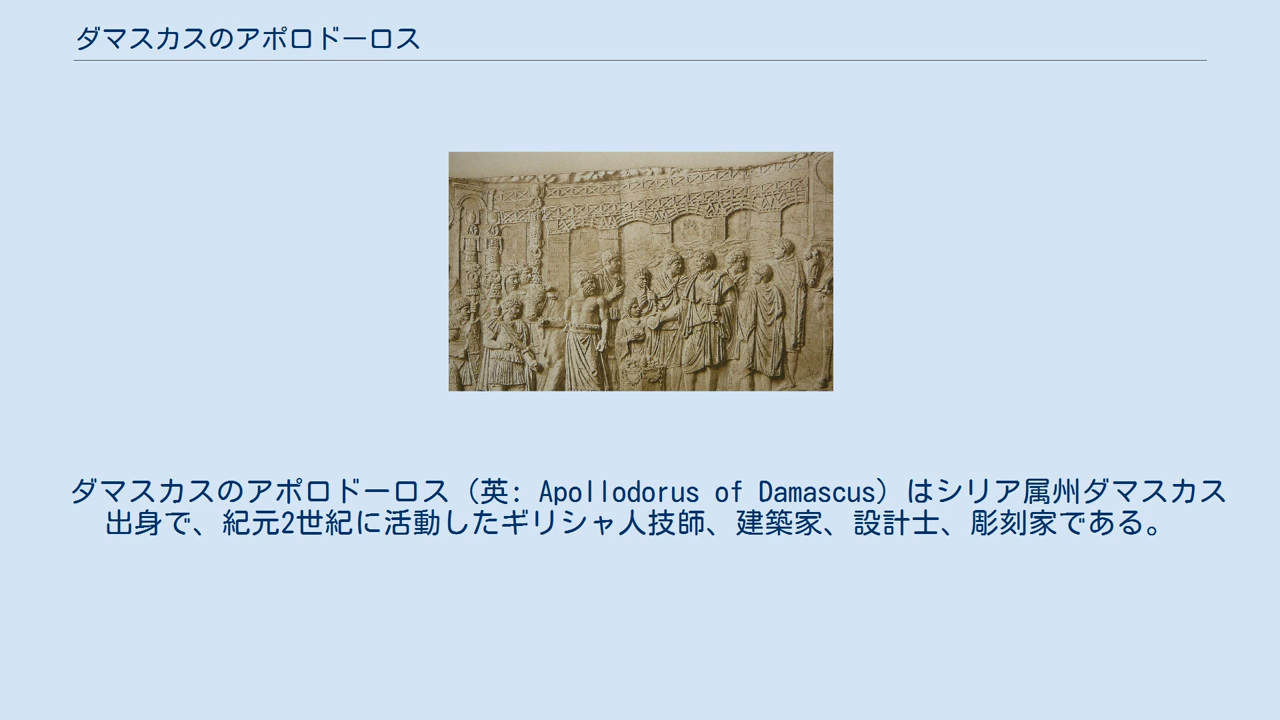 ダマスカスのアポロドーロス
ダマスカスのアポロドーロス（英: Apollodorus of Damascus）はシリア属州ダマスカス
出身で、紀元2世紀に活動したギリシャ人技師、建築家、設計士、彫刻家である。